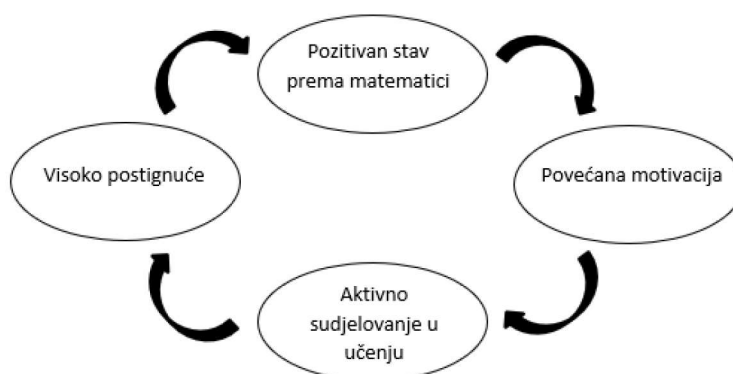 Pozitivan stav
prema matematici
Povećana motivacija
Aktivno
sudjelovanje u
učenju
Visoko postignuće